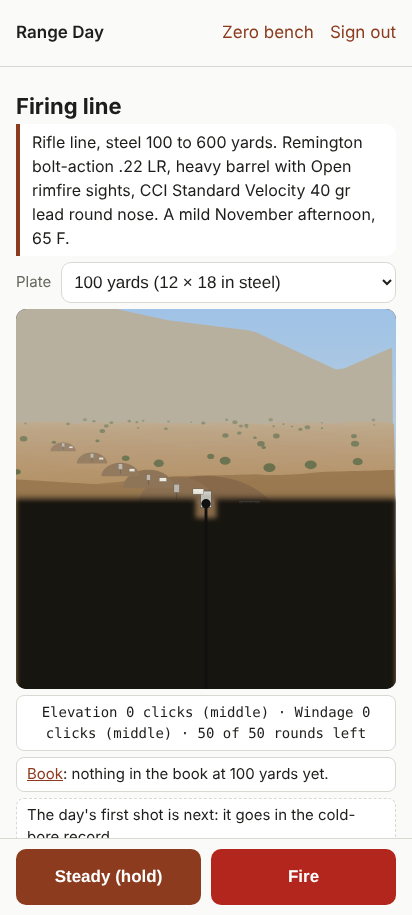 Range Day
Zero bench
Sign out
Firing line
Rifle line, steel 100 to 600 yards. Remington
bolt-action .22 LR, heavy barrel with Open
rimfire sights, CCI Standard Velocity 40 gr
lead round nose. A mild November afternoon,
65 F.
Plate
100 yards (12 × 18 in steel)
Elevation 0 clicks (middle) · Windage 0
clicks (middle) · 50 of 50 rounds left
Book: nothing in the book at 100 yards yet.
The day's first shot is next: it goes in the cold-
bore record
Steady (hold)
Fire